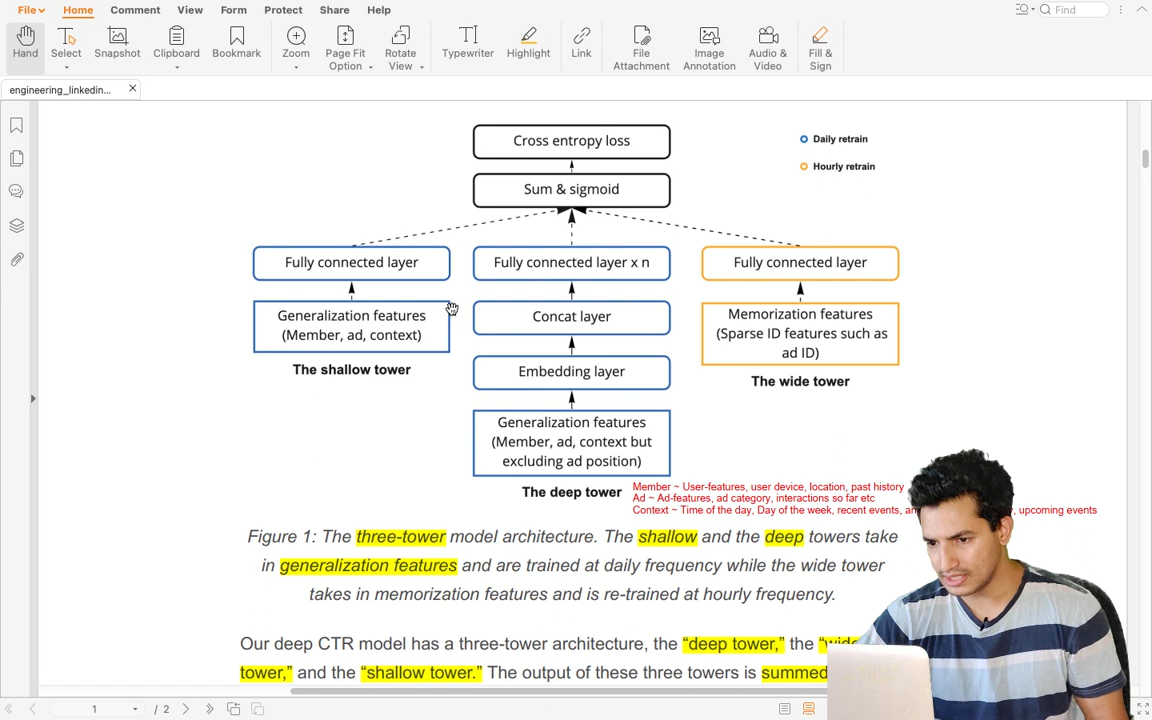 File Home Comment View Form Protect Share Help
Find
Hand Select Snapshot Clipboard Bookmark Zoom Page Fit Option Rotate View Typewriter Highlight Link File Attachment Image Annotation Audio & Video Fill & Sign
engineering_linkedin...
Cross entropy loss
Daily retrain
Hourly retrain
Sum & sigmoid
Fully connected layer
Fully connected layer x n
Fully connected layer
Generalization features
(Member, ad, context)
The shallow tower
Concat layer
Embedding layer
Generalization features
(Member, ad, context but
excluding ad position)
The deep tower
Memorization features
(Sparse ID features such as
ad ID)
The wide tower
Member ~ User-features, user device, location, past history
Ad ~ Ad-features, ad category, interactions so far etc
Context ~ Time of the day, Day of the week, recent events, upcoming events
Figure 1: The three-tower model architecture. The shallow and the deep towers take
in generalization features and are trained at daily frequency while the wide tower
takes in memorization features and is re-trained at hourly frequency.
Our deep CTR model has a three-tower architecture, the “deep tower,” the “wide
tower,” and the “shallow tower.” The output of these three towers is summed
1 / 2